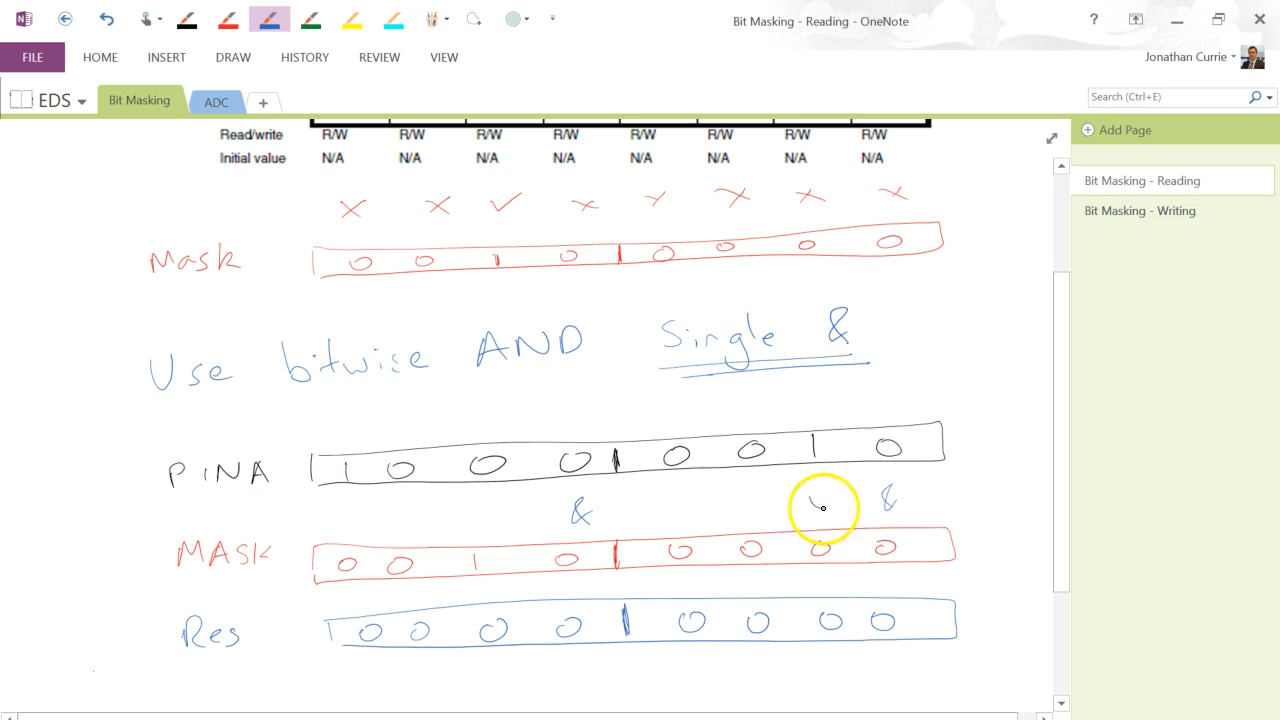 Bit Masking - Reading - OneNote
?
FILE HOME INSERT DRAW HISTORY REVIEW VIEW
Jonathan Currie
EDS Bit Masking ADC +
Search (Ctrl+E)
Add Page
Bit Masking - Reading
Bit Masking - Writing
Read/write R/W R/W R/W R/W R/W R/W R/W R/W
Initial value N/A N/A N/A N/A N/A N/A N/A N/A
x x ✓ x x x x x
Mask 0 0 1 0 | 0 0 0 0
Use bitwise AND Single &
PINA 1 0 0 0 | 0 0 1 0
& &
MASK 0 0 1 0 | 0 0 0 0
Res 0 0 0 0 | 0 0 0 0